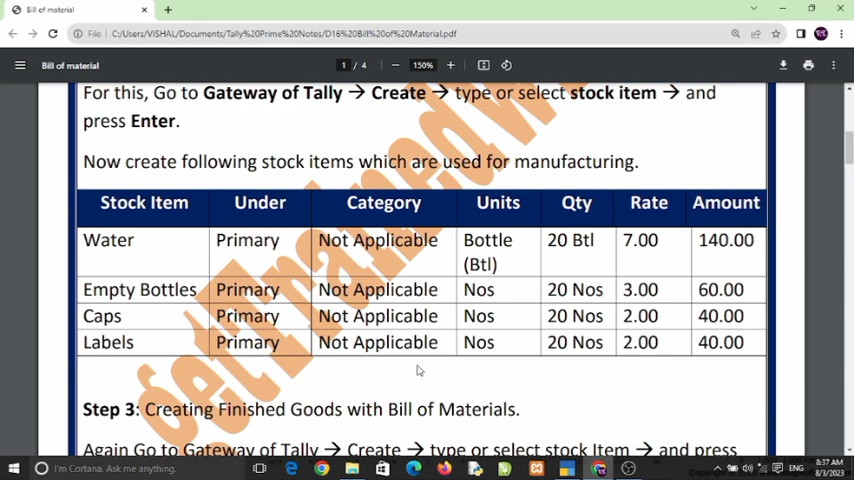 Bill of material
File | C:/Users/VISHAL/Documents/Tally%20Prime%20Notes/D16%20Bill%20of%20Material.pdf
Bill of material 1 / 4 150%
For this, Go to Gateway of Tally → Create → type or select stock item → and
press Enter.
Now create following stock items which are used for manufacturing.
Stock Item Under Category Units Qty Rate Amount
Water Primary Not Applicable Bottle (Btl) 20 Btl 7.00 140.00
Empty Bottles Primary Not Applicable Nos 20 Nos 3.00 60.00
Caps Primary Not Applicable Nos 20 Nos 2.00 40.00
Labels Primary Not Applicable Nos 20 Nos 2.00 40.00
Step 3: Creating Finished Goods with Bill of Materials.
Again Go to Gateway of Tally → Create → type or select stock Item → and press
I'm Cortana. Ask me anything.
ENG
8:37 AM
8/3/2023